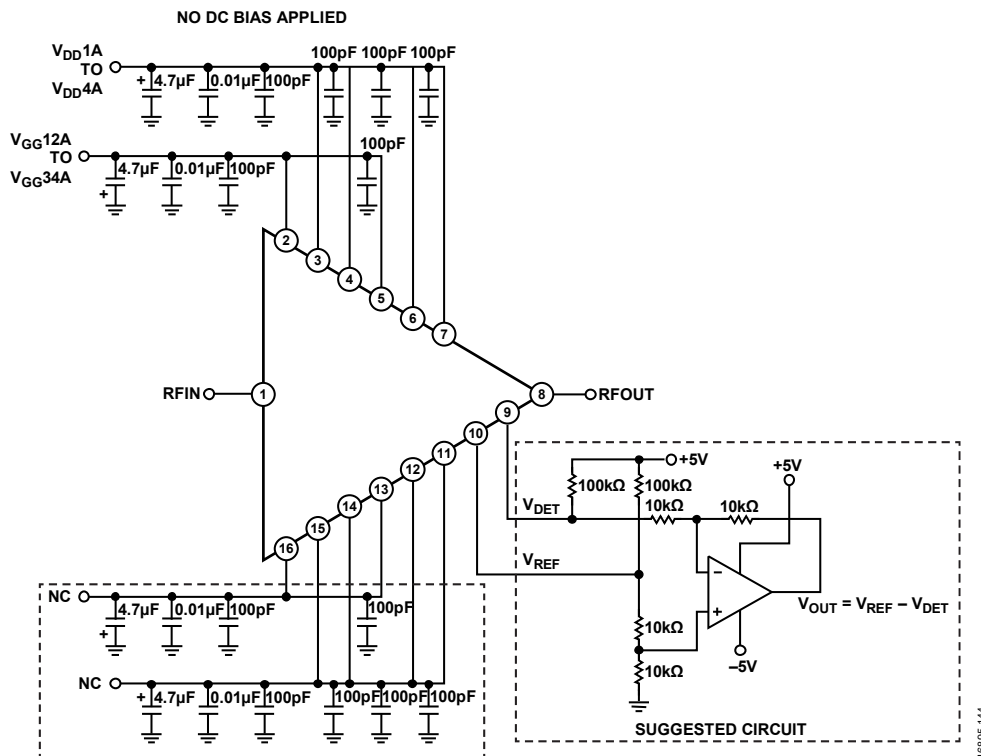 NO DC BIAS APPLIED
VDD1A
TO
VDD4A
4.7µF
0.01µF
100pF
100pF
100pF
100pF
+
VGG12A
TO
VGG34A
4.7µF
0.01µF
100pF
100pF
+
2
3
4
5
6
7
RFIN
1
8
RFOUT
9
10
11
12
13
14
15
16
+5V
+5V
100kΩ
100kΩ
VDET
10kΩ
10kΩ
VREF
–
+
VOUT = VREF – VDET
10kΩ
10kΩ
–5V
SUGGESTED CIRCUIT
NC
4.7µF
0.01µF
100pF
100pF
+
NC
+
4.7µF
0.01µF
100pF
100pF
100pF
100pF